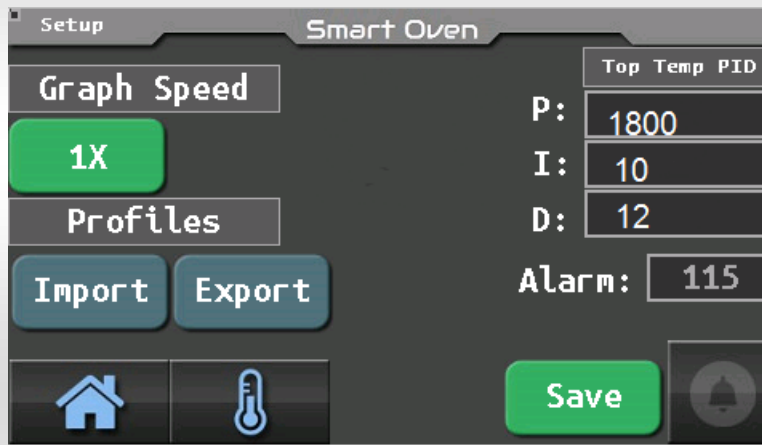 Setup
Smart Oven
Top Temp PID
Graph Speed
1X
P: 1800
I: 10
D: 12
Profiles
Import
Export
Alarm: 115
Save